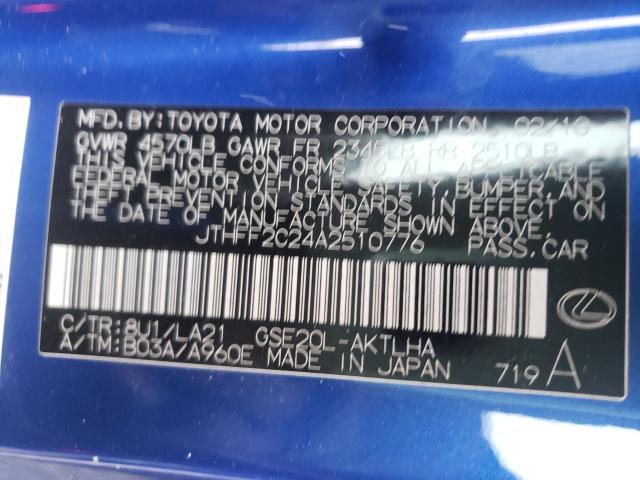 MFD. BY: TOYOTA MOTOR CORPORATION 02/10
GVWR 4570LB GAWR FR 2345LB RR 2510LB
THIS VEHICLE CONFORMS TO ALL APPLICABLE
FEDERAL MOTOR VEHICLE SAFETY, BUMPER, AND
THEFT PREVENTION STANDARDS IN EFFECT ON
THE DATE OF MANUFACTURE SHOWN ABOVE.
JTHFF2C24A2510776 PASS. CAR
C/TR: 8U1/LA21 GSE20L-AKTLHA
A/TM: B03A/A960E MADE IN JAPAN 719 A